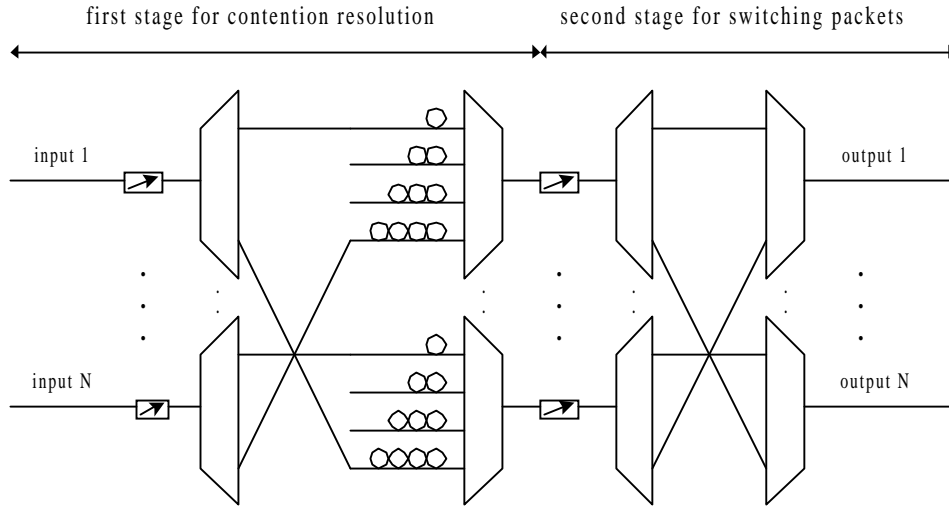 first stage for contention resolution
second stage for switching packets
input 1
output 1
input N
output N